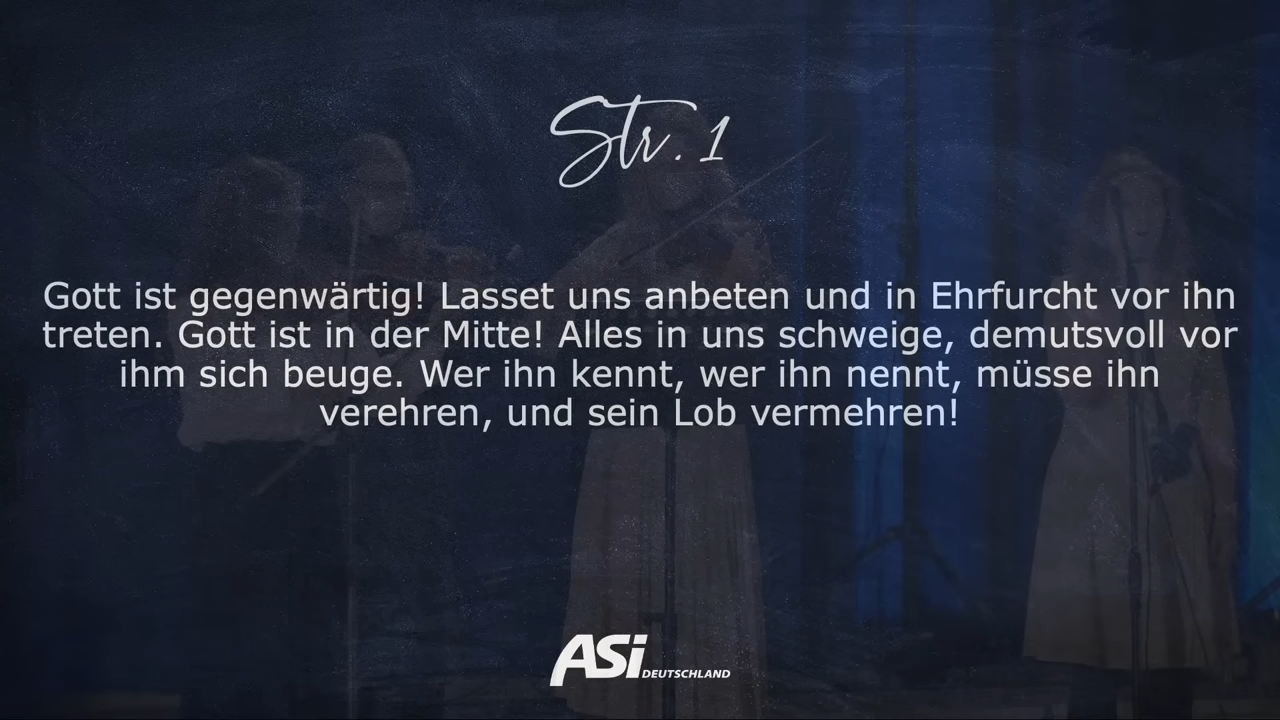 Str. 1
Gott ist gegenwärtig! Lasset uns anbeten und in Ehrfurcht vor ihn
treten. Gott ist in der Mitte! Alles in uns schweige, demutsvoll vor
ihm sich beuge. Wer ihn kennt, wer ihn nennt, müsse ihn
verehren, und sein Lob vermehren!
ASi DEUTSCHLAND